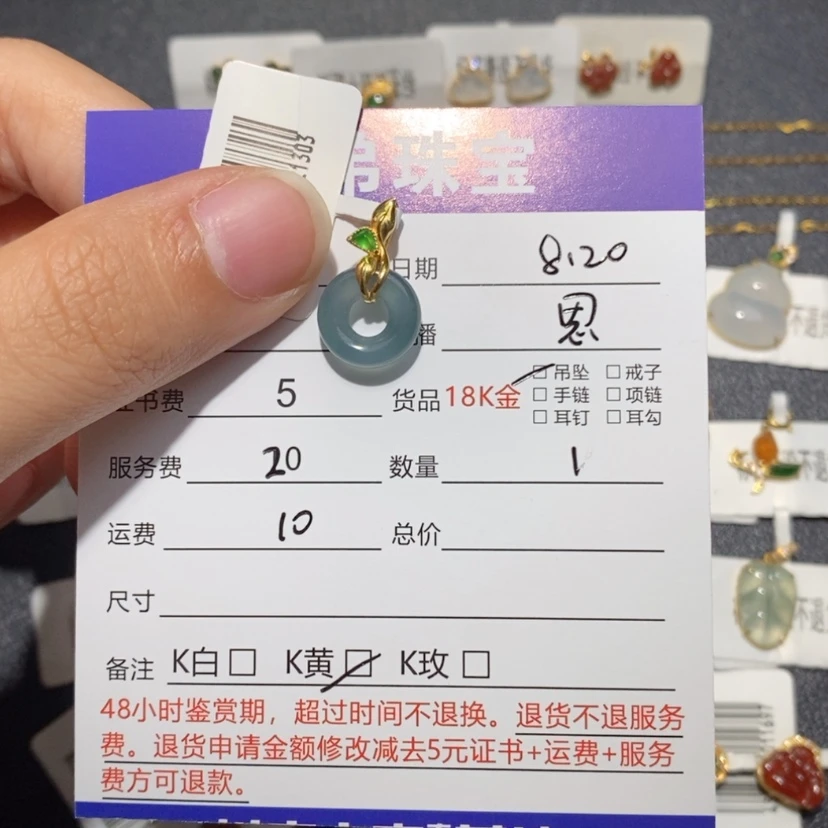 珠宝
1303
日期 8.20
播 恩
证书费 5 货品 18K金 吊坠 戒子
手链 项链
耳钉 耳勾
服务费 20 数量 1
运费 10 总价
尺寸
备注 K白 K黄 K玫
48小时鉴赏期，超过时间不退换。退货不退服务
费。退货申请金额修改减去5元证书+运费+服务
费方可退款。